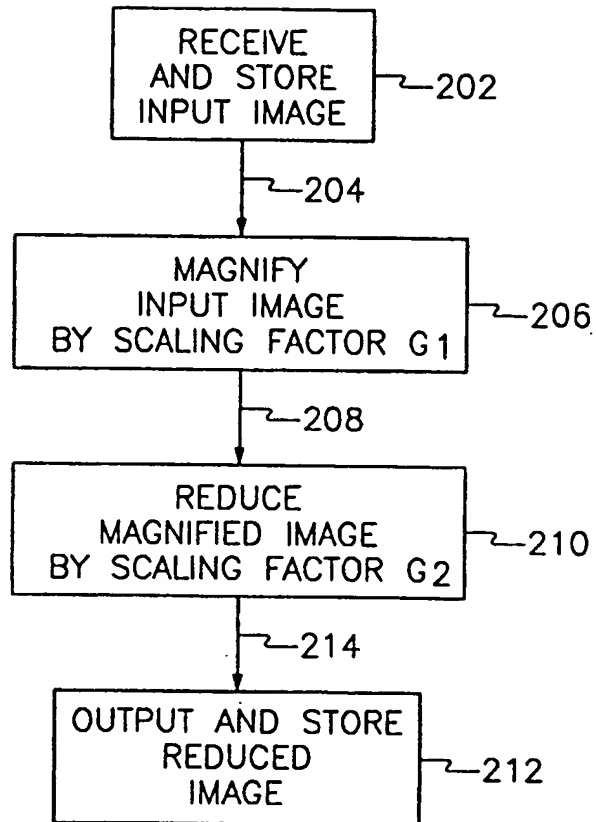 RECEIVE
AND STORE
INPUT IMAGE
202
204
MAGNIFY
INPUT IMAGE
BY SCALING FACTOR G1
206
208
REDUCE
MAGNIFIED IMAGE
BY SCALING FACTOR G2
210
214
OUTPUT AND STORE
REDUCED
IMAGE
212